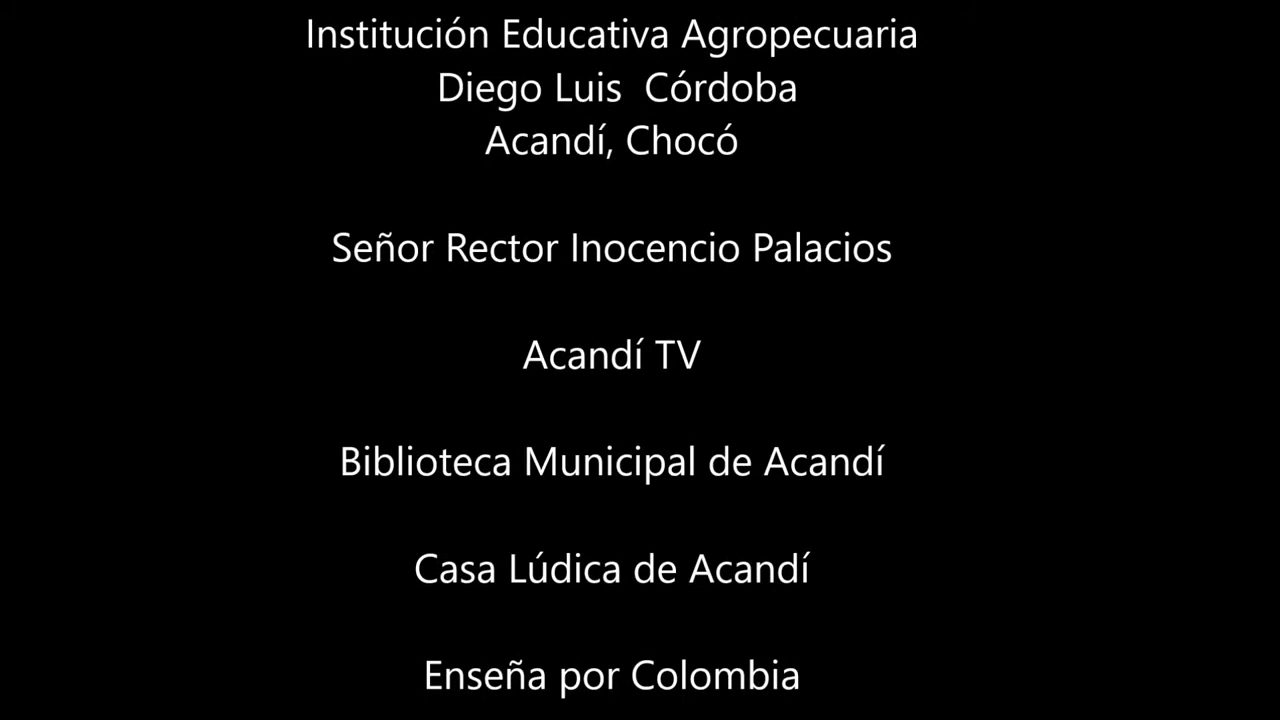 Institución Educativa Agropecuaria
Diego Luis  Córdoba
Acandí, Chocó
Señor Rector Inocencio Palacios
Acandí TV
Biblioteca Municipal de Acandí
Casa Lúdica de Acandí
Enseña por Colombia